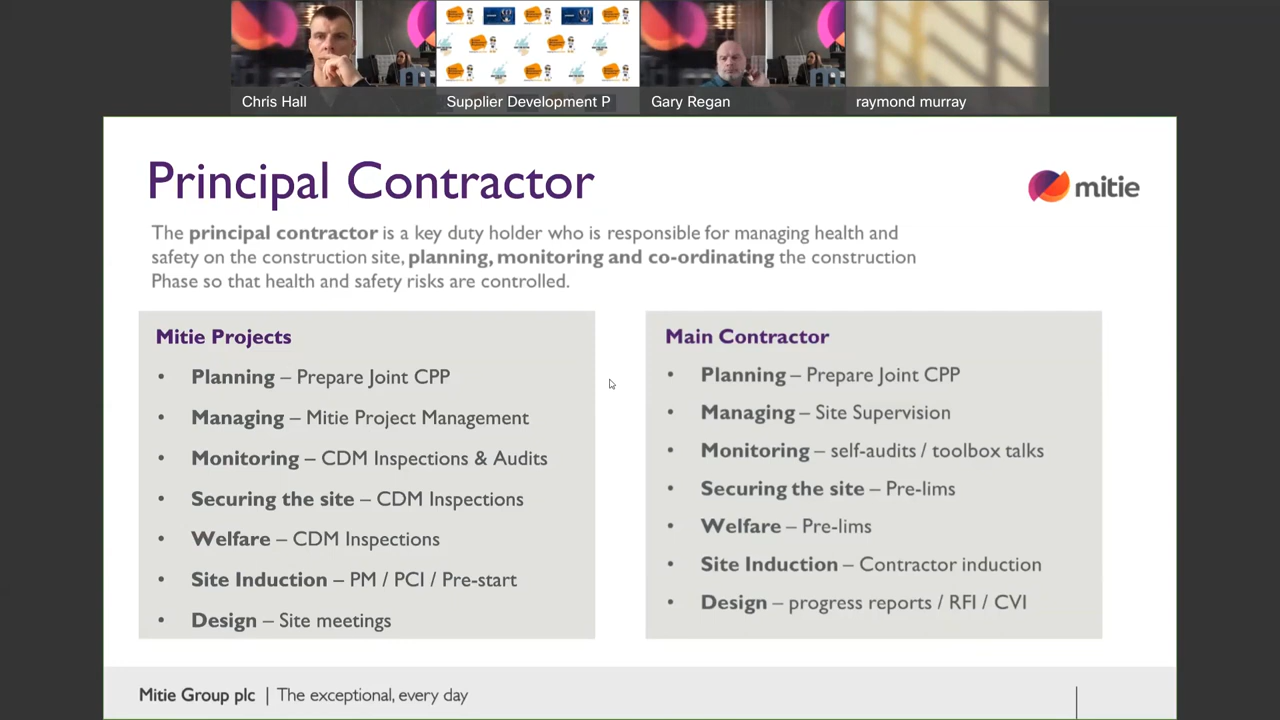 Chris Hall
Supplier Development P
Gary Regan
raymond murray
Principal Contractor
mitie
The principal contractor is a key duty holder who is responsible for managing health and
safety on the construction site, planning, monitoring and co-ordinating the construction
Phase so that health and safety risks are controlled.
Mitie Projects
• Planning – Prepare Joint CPP
• Managing – Mitie Project Management
• Monitoring – CDM Inspections & Audits
• Securing the site – CDM Inspections
• Welfare – CDM Inspections
• Site Induction – PM / PCI / Pre-start
• Design – Site meetings
Main Contractor
• Planning – Prepare Joint CPP
• Managing – Site Supervision
• Monitoring – self-audits / toolbox talks
• Securing the site – Pre-lims
• Welfare – Pre-lims
• Site Induction – Contractor induction
• Design – progress reports / RFI / CVI
Mitie Group plc | The exceptional, every day